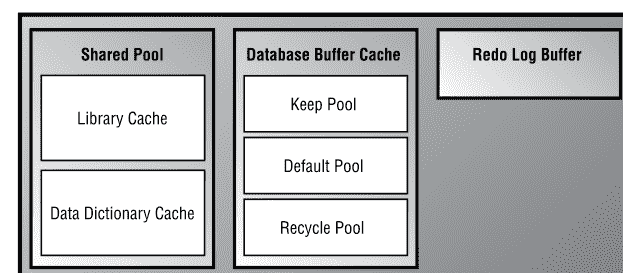 Shared Pool
Library Cache
Data Dictionary Cache
Database Buffer Cache
Keep Pool
Default Pool
Recycle Pool
Redo Log Buffer